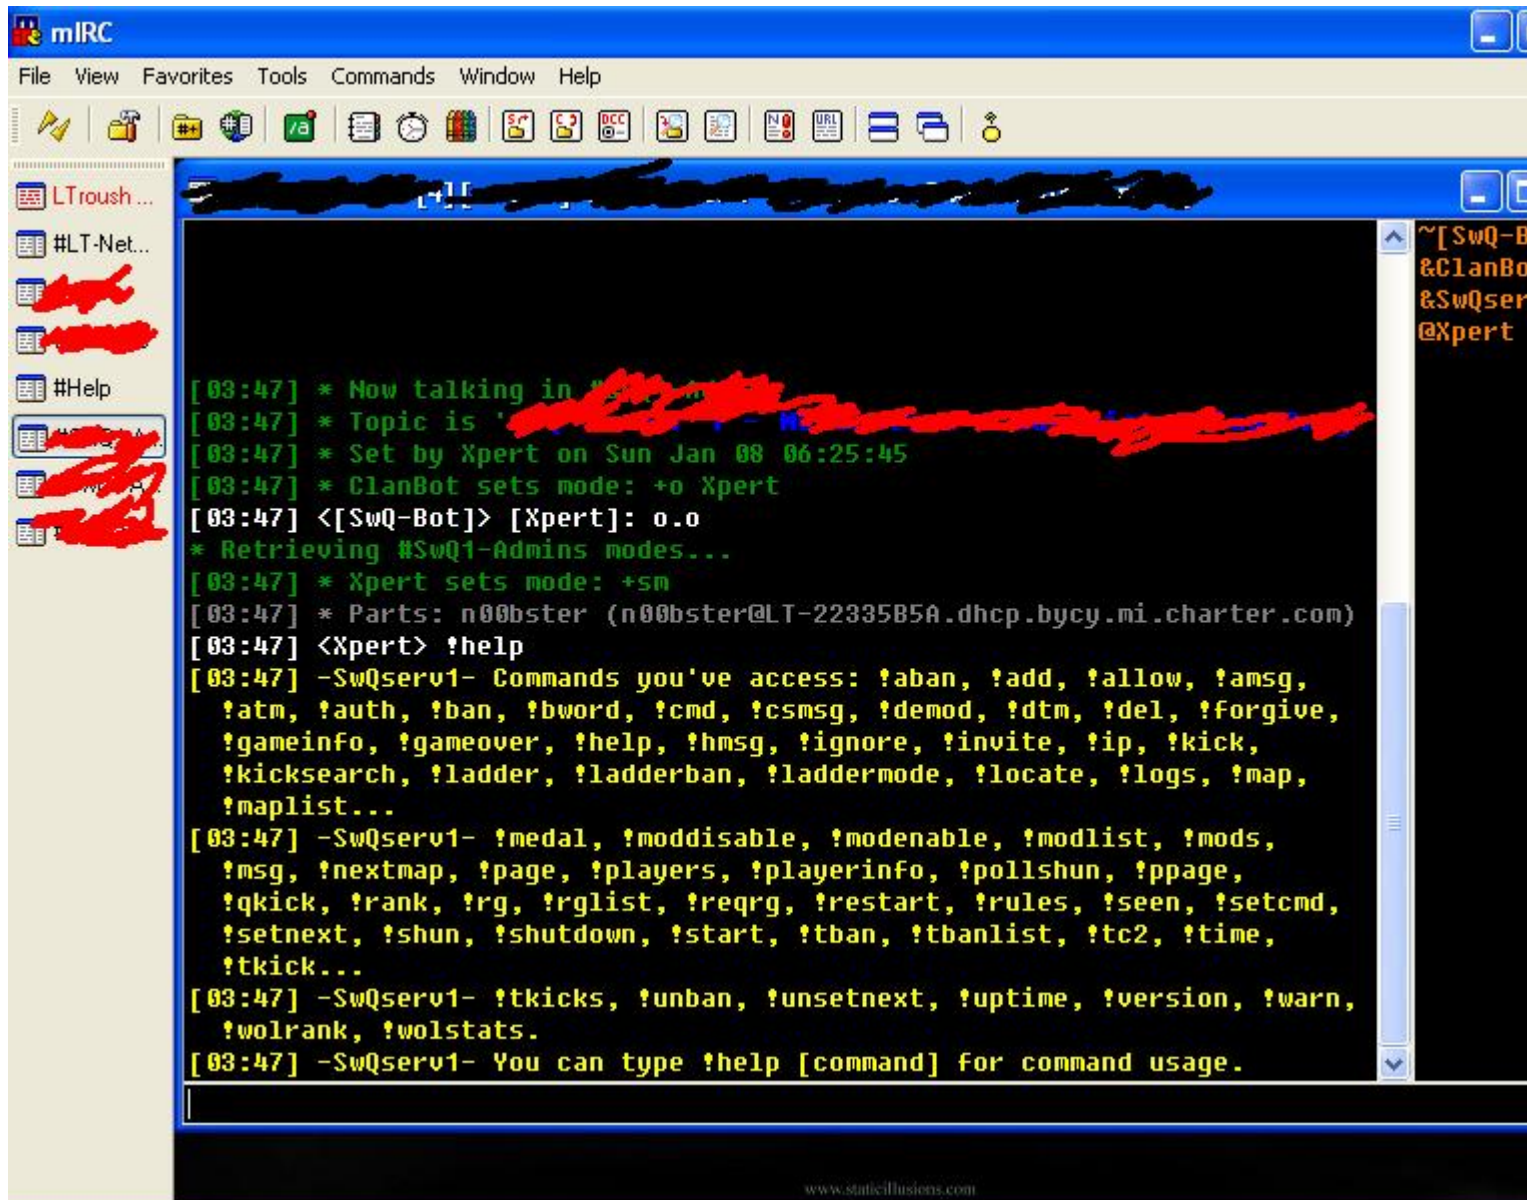 mIRC
File View Favorites Tools Commands Window Help
LTroush ...
#LT-Net...
#Help
~[SwQ-B
&ClanBo
&SwQser
@Xpert
[03:47] * Now talking in
[03:47] * Topic is '
[03:47] * Set by Xpert on Sun Jan 08 06:25:45
[03:47] * ClanBot sets mode: +o Xpert
[03:47] <[SwQ-Bot]> [Xpert]: o.o
* Retrieving #SwQ1-Admins modes...
[03:47] * Xpert sets mode: +sm
[03:47] * Parts: n00bster (n00bster@LT-22335B5A.dhcp.bycy.mi.charter.com)
[03:47] <Xpert> !help
[03:47] -SwQserv1- Commands you've access: !aban, !add, !allow, !amsg,
!atm, !auth, !ban, !bword, !cmd, !csmsg, !demod, !dtm, !del, !forgive,
!gameinfo, !gameover, !help, !hmsg, !ignore, !invite, !ip, !kick,
!kicksearch, !ladder, !ladderban, !laddermode, !locate, !logs, !map,
!maplist...
[03:47] -SwQserv1- !medal, !moddisable, !modenable, !modlist, !mods,
!msg, !nextmap, !page, !players, !playerinfo, !pollshun, !ppage,
!qkick, !rank, !rg, !rglist, !reqrg, !restart, !rules, !seen, !setcmd,
!setnext, !shun, !shutdown, !start, !tban, !tbanlist, !tc2, !time,
!tkick...
[03:47] -SwQserv1- !tkicks, !unban, !unsetnext, !uptime, !version, !warn,
!wolrank, !wolstats.
[03:47] -SwQserv1- You can type !help [command] for command usage.
www.staticillusions.com